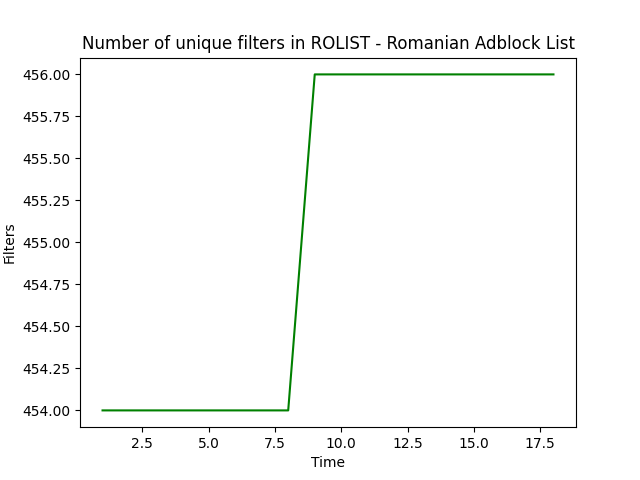 Number of unique filters in ROLIST - Romanian Adblock List
456.00
455.75
455.50
455.25
455.00
454.75
454.50
454.25
454.00
Filters
2.5 5.0 7.5 10.0 12.5 15.0 17.5
Time